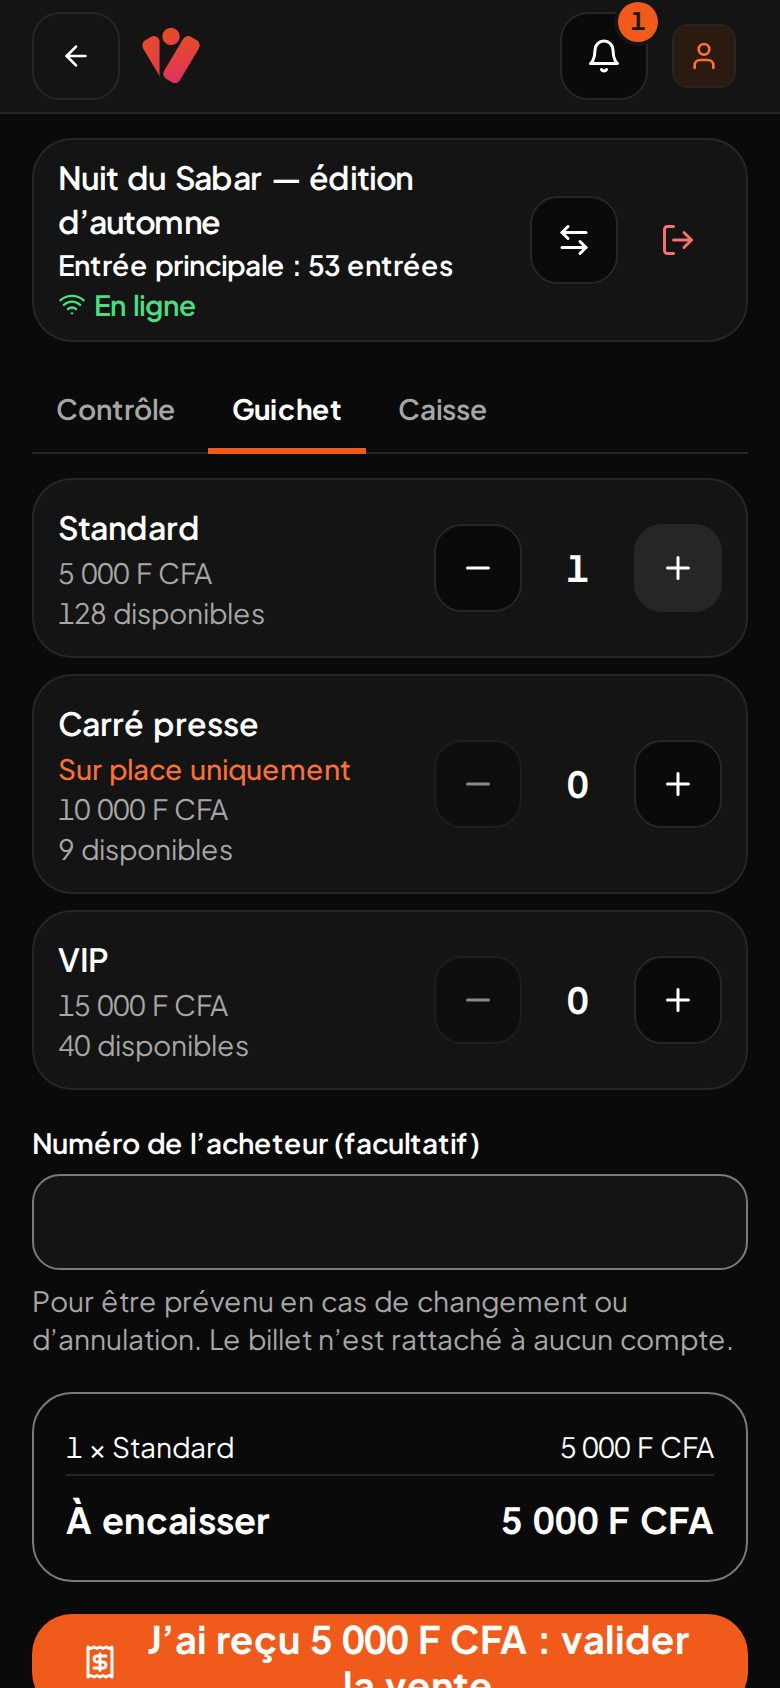 1
Nuit du Sabar — édition
d’automne
Entrée principale : 53 entrées
En ligne
Contrôle
Guichet
Caisse
Standard
5 000 F CFA
128 disponibles
1
Carré presse
Sur place uniquement
10 000 F CFA
9 disponibles
0
VIP
15 000 F CFA
40 disponibles
0
Numéro de l’acheteur (facultatif)
Pour être prévenu en cas de changement ou
d’annulation. Le billet n’est rattaché à aucun compte.
1 × Standard
5 000 F CFA
À encaisser
5 000 F CFA
J’ai reçu 5 000 F CFA : valider
la vente